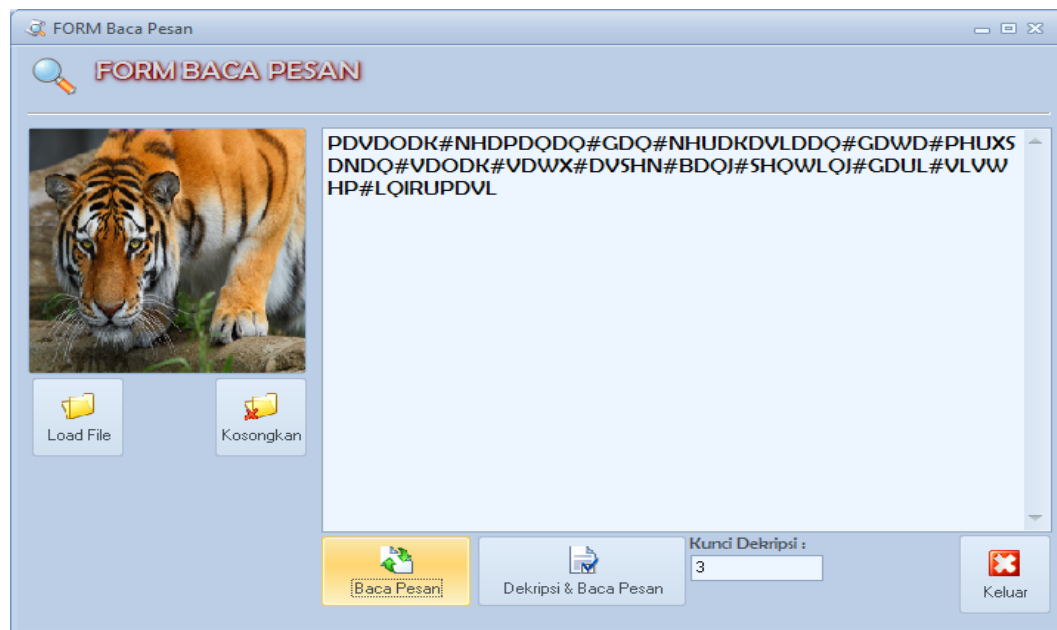 FORM Baca Pesan
FORM BACA PESAN
PDVDODK#NHDPDQDQ#GDQ#NHUDKDVLDDQ#GDWD#PHUXS
DNDQ#VDODK#VDWX#DVSHN#BDQJ#SHQWLQJ#GDUL#VLVW
HP#LQIRUPDVL
Load File
Kosongkan
Baca Pesan
Dekripsi & Baca Pesan
Kunci Dekripsi :
3
Keluar